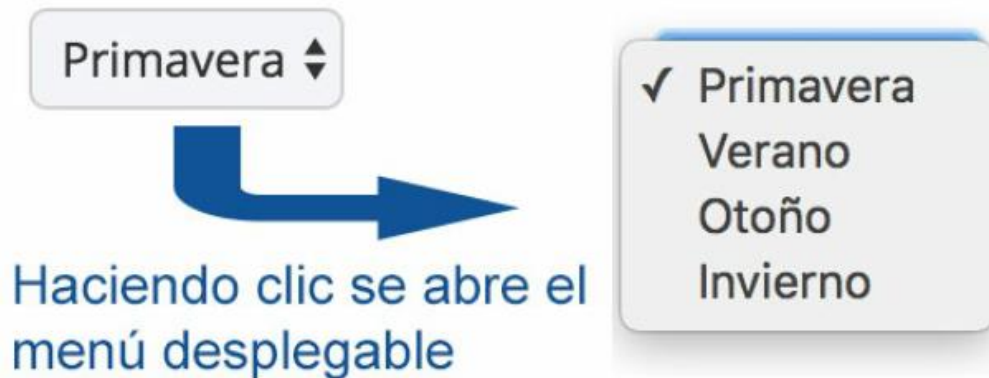 Primavera
Haciendo clic se abre el
menú desplegable
✓ Primavera
Verano
Otoño
Invierno